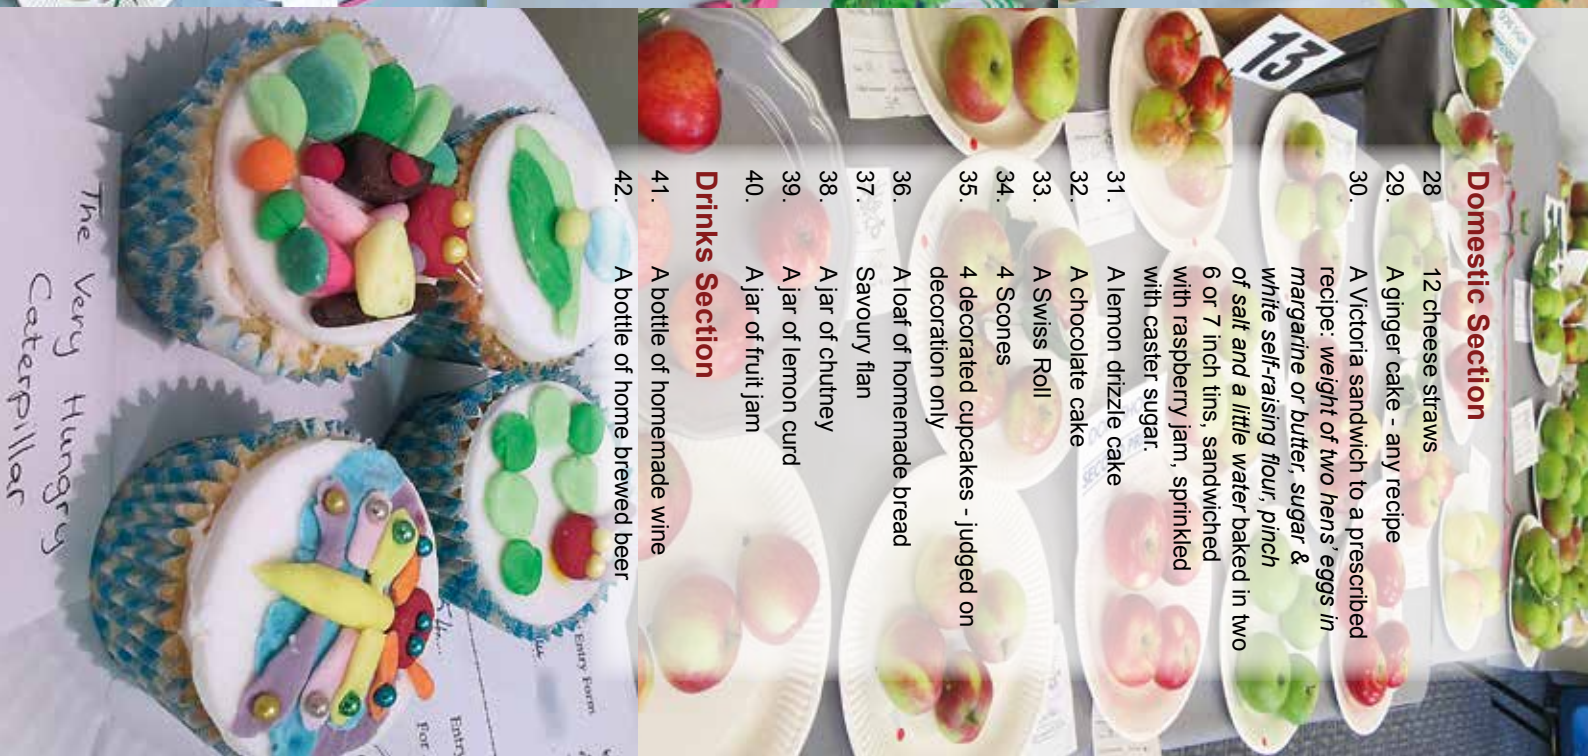 Domestic Section
28 12 cheese straws
29. A ginger cake - any recipe
30. A Victoria sandwich to a prescribed
recipe: weight of two hens’ eggs in
margarine or butter, sugar &
white self-raising flour, pinch
of salt and a little water baked in two
6 or 7 inch tins, sandwiched
with raspberry jam, sprinkled
with caster sugar.
31. A lemon drizzle cake
32. A chocolate cake
33. A Swiss Roll
34. 4 Scones
35. 4 decorated cupcakes - judged on
decoration only
36. A loaf of homemade bread
37. Savoury flan
38. A jar of chutney
39. A jar of lemon curd
40. A jar of fruit jam
Drinks Section
41. A bottle of homemade wine
42. A bottle of home brewed beer
13
The Very Hungry
Caterpillar
Entry Form
Entry
For